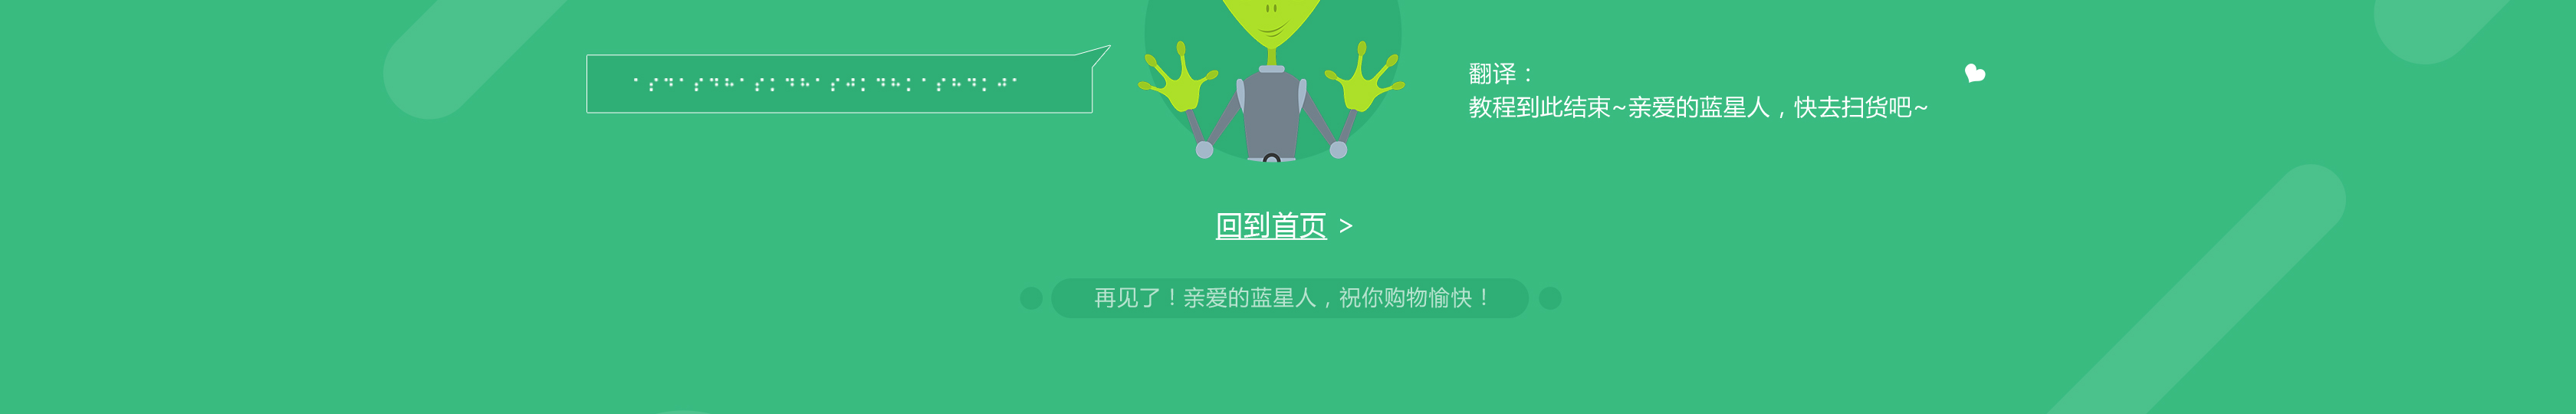 翻译：
教程到此结束~亲爱的蓝星人，快去扫货吧~
回到首页 >
再见了！亲爱的蓝星人，祝你购物愉快！